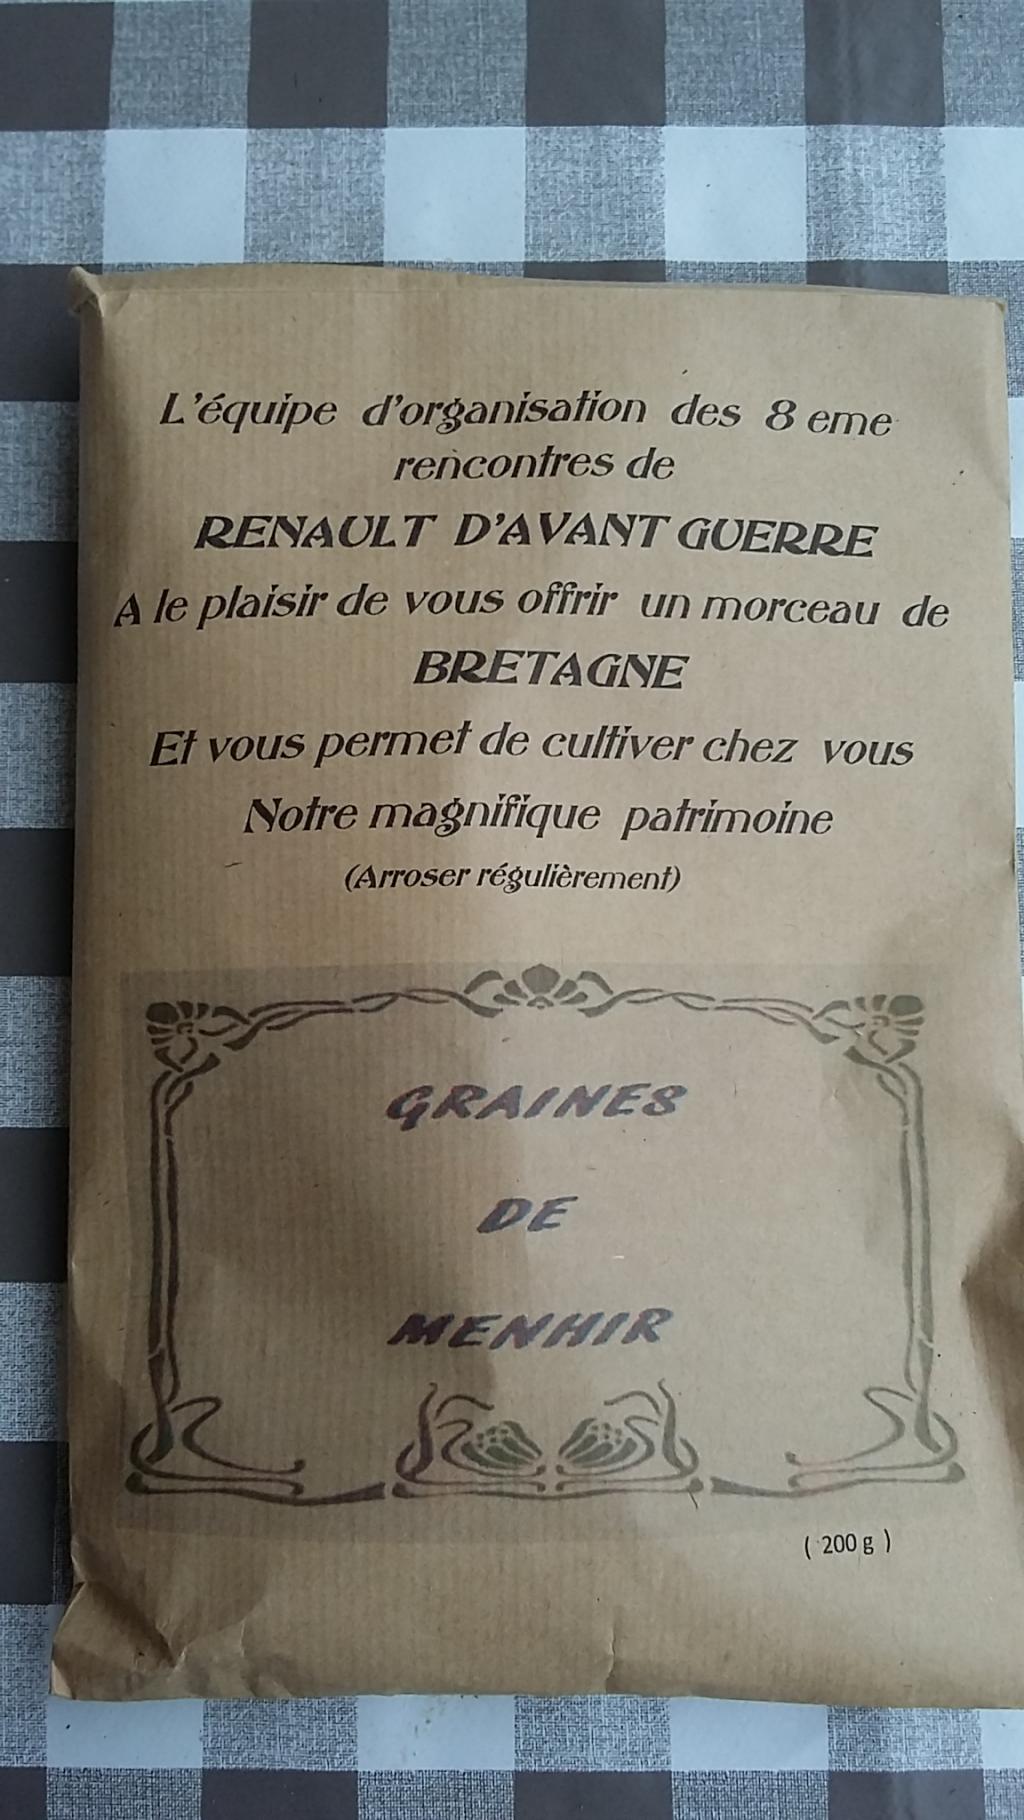 L'équipe d'organisation des 8 eme
rencontres de
RENAULT D'AVANT GUERRE
A le plaisir de vous offrir un morceau de
BRETAGNE
Et vous permet de cultiver chez vous
Notre magnifique patrimoine
(Arroser régulièrement)
GRAINES
DE
MENHIR
( 200 g )